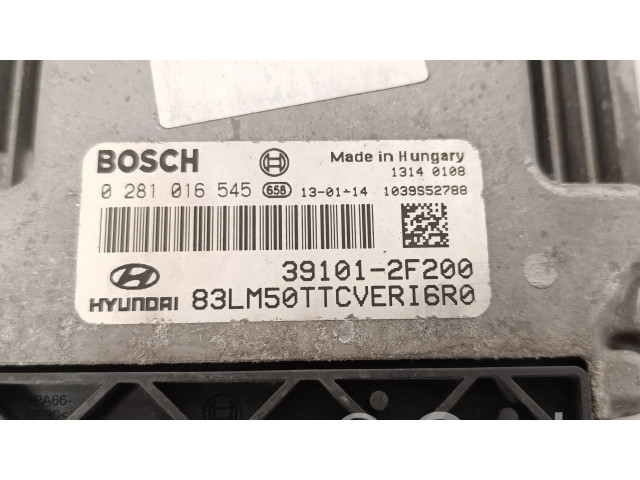 BOSCH
Made in Hungary
1314 0108
0 281 016 545 658 13-01-14 1039S52788
39101-2F200
HYUNDAI 83LM50TTCVERI6R0
PA66-